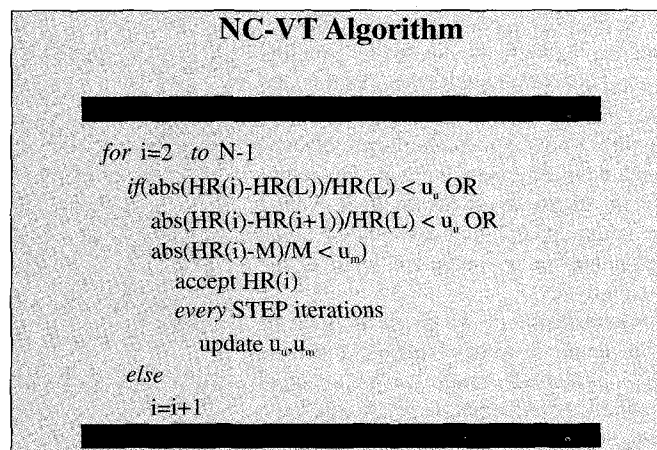 NC-VT Algorithm
for i=2 to N-1
if(abs(HR(i)-HR(L))/HR(L) < uᵤ OR
abs(HR(i)-HR(i+1))/HR(L) < uᵤ OR
abs(HR(i)-M)/M < uₘ)
accept HR(i)
every STEP iterations
update uᵤ,uₘ
else
i=i+1